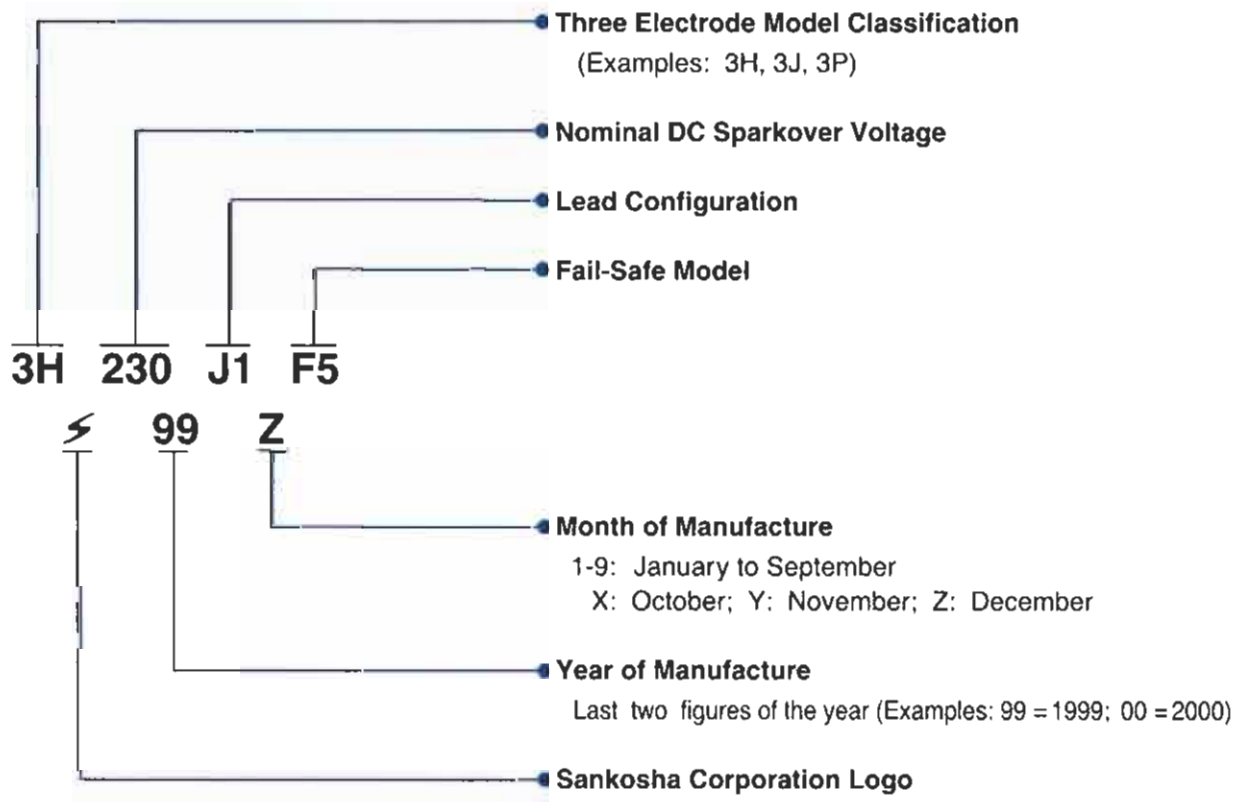 Three Electrode Model Classification
(Examples: 3H, 3J, 3P)
Nominal DC Sparkover Voltage
Lead Configuration
Fail-Safe Model
3H 230 J1 F5
99 Z
Month of Manufacture
1-9: January to September
X: October; Y: November; Z: December
Year of Manufacture
Last two figures of the year (Examples: 99 = 1999; 00 = 2000)
Sankosha Corporation Logo